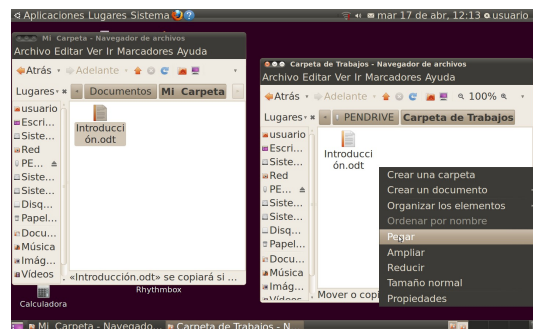 Aplicaciones Lugares Sistema mar 17 de abr, 12:13 usuario
Mi Carpeta - Navegador de archivos
Archivo Editar Ver Ir Marcadores Ayuda
Atrás Adelante
Lugares Documentos Mi Carpeta
usuario
Escri...
Siste...
Red
PE...
Siste...
Siste...
Disq...
Papel...
Docu...
Música
Imág...
Vídeos
Introducci
ón.odt
«Introducción.odt» se copiará si ...
Carpeta de Trabajos - Navegador de archivos
Archivo Editar Ver Ir Marcadores Ayuda
Atrás Adelante 100%
Lugares PENDRIVE Carpeta de Trabajos
usuario
Escri...
Siste...
Red
PE...
Siste...
Siste...
Disq...
Papel...
Docu...
Música
Imág...
Vídeos
Introducci
ón.odt
Mover o copi
Crear una carpeta
Crear un documento
Organizar los elementos
Ordenar por nombre
Pegar
Ampliar
Reducir
Tamaño normal
Propiedades
Calculadora
Rhythmbox
Mi Carpeta - Navegado... Carpeta de Trabajos - N